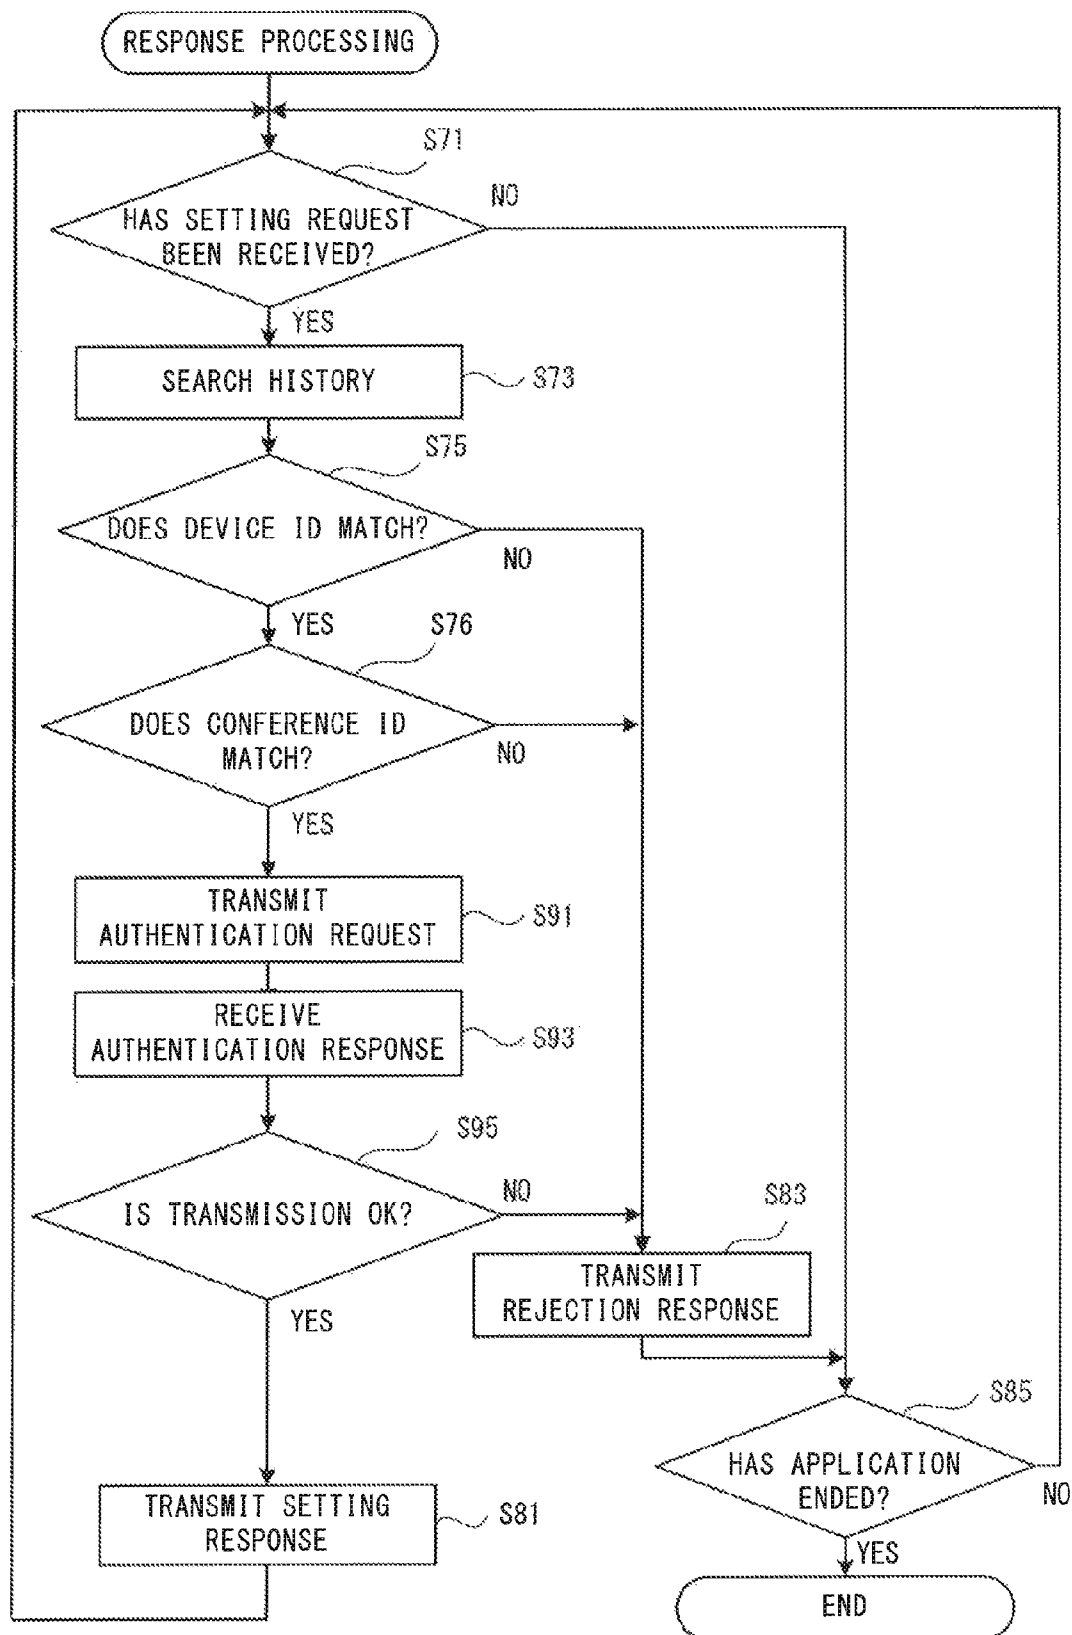 RESPONSE PROCESSING
S71
NO
HAS SETTING REQUEST
BEEN RECEIVED?
YES
SEARCH HISTORY
S73
S75
DOES DEVICE ID MATCH?
NO
YES
S76
DOES CONFERENCE ID
MATCH?
NO
YES
TRANSMIT
AUTHENTICATION REQUEST
S91
RECEIVE
AUTHENTICATION RESPONSE
S93
S95
IS TRANSMISSION OK?
NO
YES
S83
TRANSMIT
REJECTION RESPONSE
S85
HAS APPLICATION
ENDED?
NO
TRANSMIT SETTING
RESPONSE
S81
YES
END